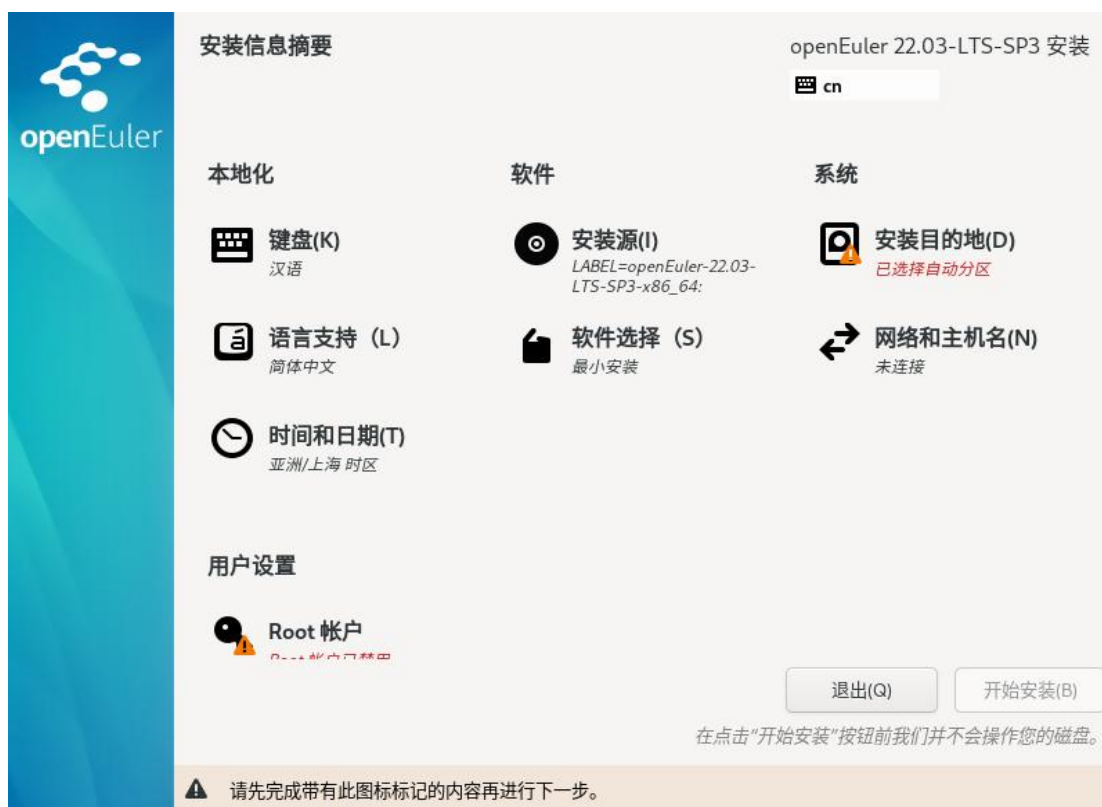 openEuler
安装信息摘要
openEuler 22.03-LTS-SP3 安装
cn
本地化
键盘(K)
汉语
语言支持（L）
简体中文
时间和日期(T)
亚洲/上海 时区
软件
安装源(I)
LABEL=openEuler-22.03-
LTS-SP3-x86_64:
软件选择（S）
最小安装
系统
安装目的地(D)
已选择自动分区
网络和主机名(N)
未连接
用户设置
Root 帐户
Root 帐户已禁用
退出(Q)
开始安装(B)
在点击"开始安装"按钮前我们并不会操作您的磁盘。
请先完成带有此图标标记的内容再进行下一步。